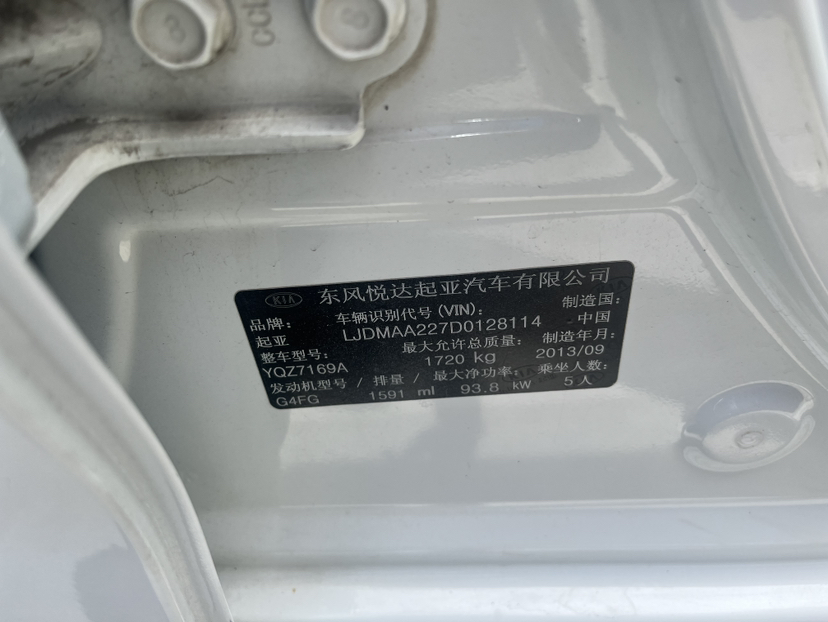 8
8
KIA 东风悦达起亚汽车有限公司
品牌： 车辆识别代号(VIN)： 制造国：
起亚 LJDMAA227D0128114 中国
整车型号： 最大允许总质量： 制造年月：
YQZ7169A 1720 kg 2013/09
发动机型号 / 排量 / 最大净功率： 乘坐人数：
G4FG 1591 ml 93.8 kW 5人